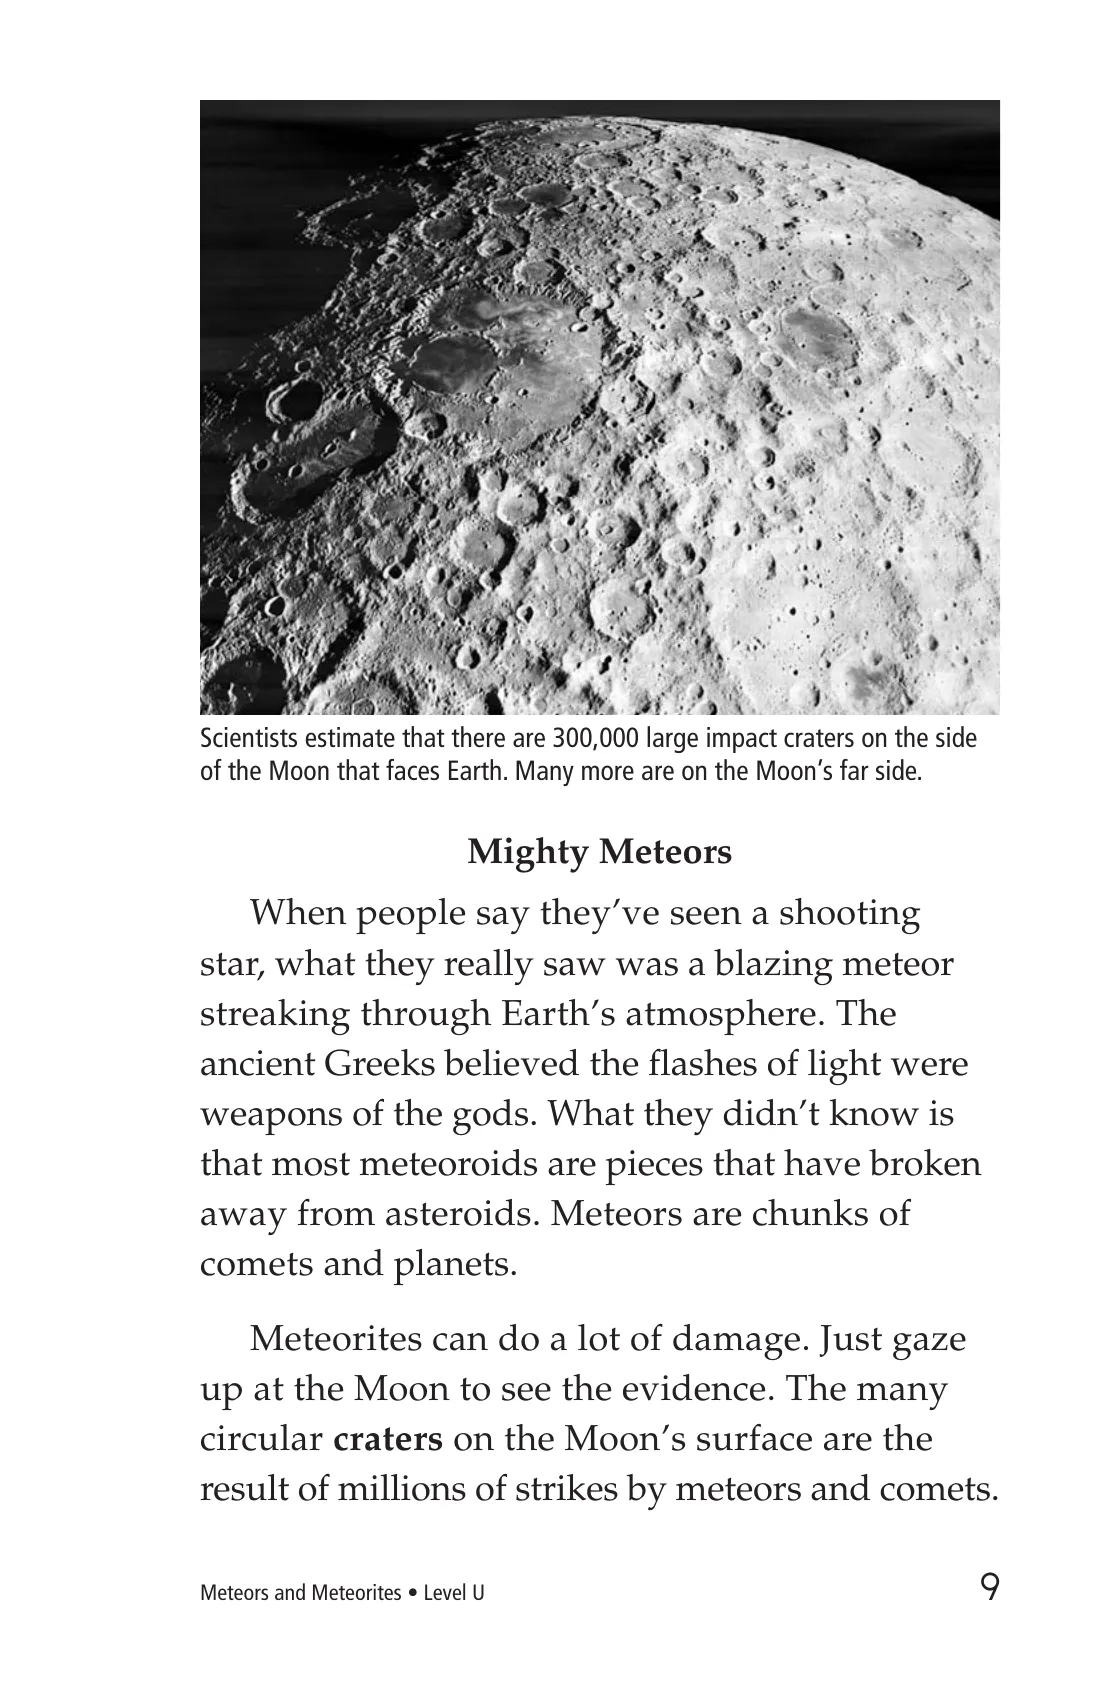 Scientists estimate that there are 300,000 large impact craters on the side
of the Moon that faces Earth. Many more are on the Moon’s far side.
Mighty Meteors
When people say they’ve seen a shooting
star, what they really saw was a blazing meteor
streaking through Earth’s atmosphere. The
ancient Greeks believed the flashes of light were
weapons of the gods. What they didn’t know is
that most meteoroids are pieces that have broken
away from asteroids. Meteors are chunks of
comets and planets.
Meteorites can do a lot of damage. Just gaze
up at the Moon to see the evidence. The many
circular craters on the Moon’s surface are the
result of millions of strikes by meteors and comets.
Meteors and Meteorites • Level U
9